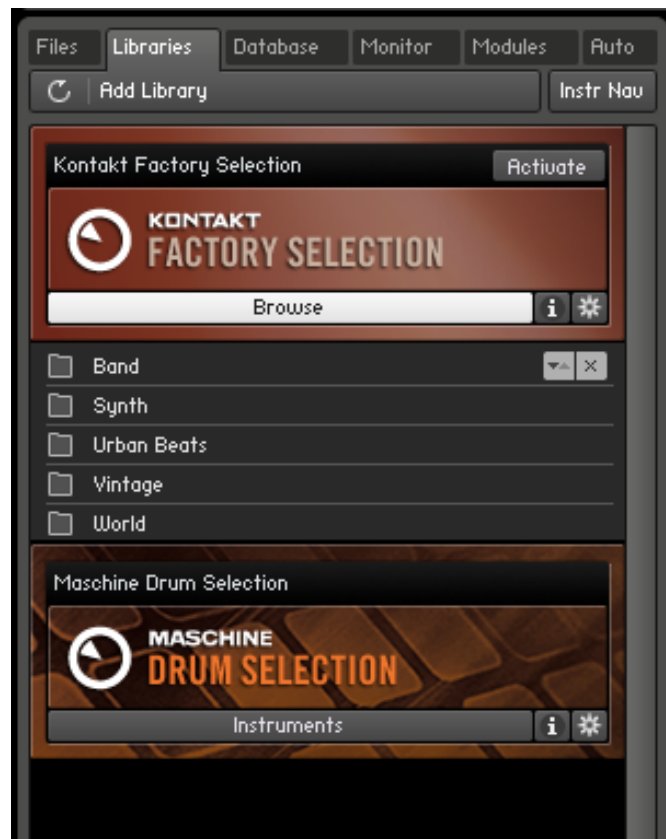 Files Libraries Database Monitor Modules Auto
Add Library Instr Nav
Kontakt Factory Selection Activate
KONTAKT
FACTORY SELECTION
Browse i
Band
Synth
Urban Beats
Vintage
World
Maschine Drum Selection
MASCHINE
DRUM SELECTION
Instruments i